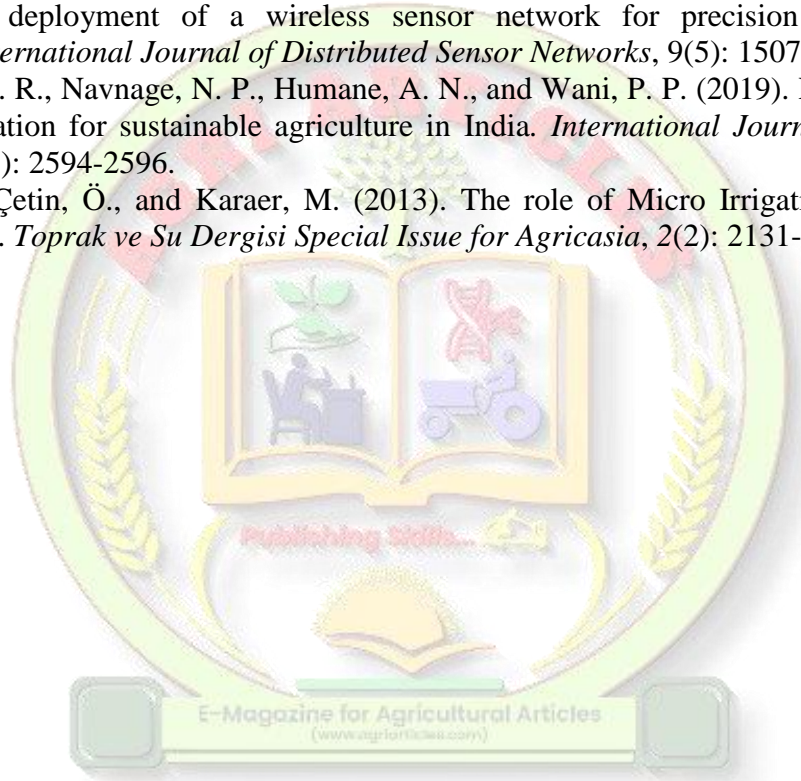 deployment of a wireless sensor network for precision
ernational Journal of Distributed Sensor Networks, 9(5): 1507
. R., Navnage, N. P., Humane, A. N., and Wani, P. P. (2019).
ation for sustainable agriculture in India. International Journ
): 2594-2596.
Çetin, Ö., and Karaer, M. (2013). The role of Micro Irrigati
. Toprak ve Su Dergisi Special Issue for Agricasia, 2(2): 2131-
AGRI ARTICLES
Publishing Skills...
E-Magazine for Agricultural Articles
(www.agriarticles.com)